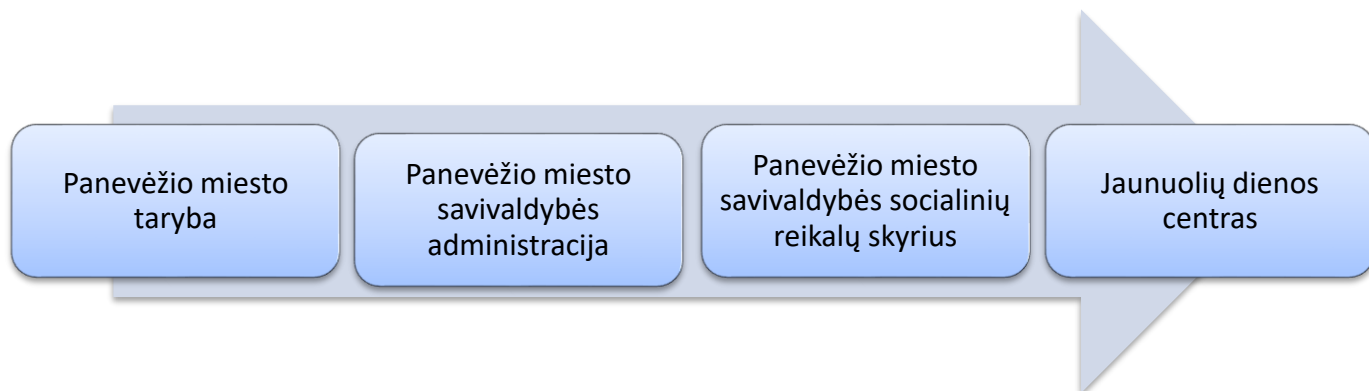 Panevėžio miesto
taryba
Panevėžio miesto
savivaldybės
administracija
Panevėžio miesto
savivaldybės socialinių
reikalų skyrius
Jaunuolių dienos
centras